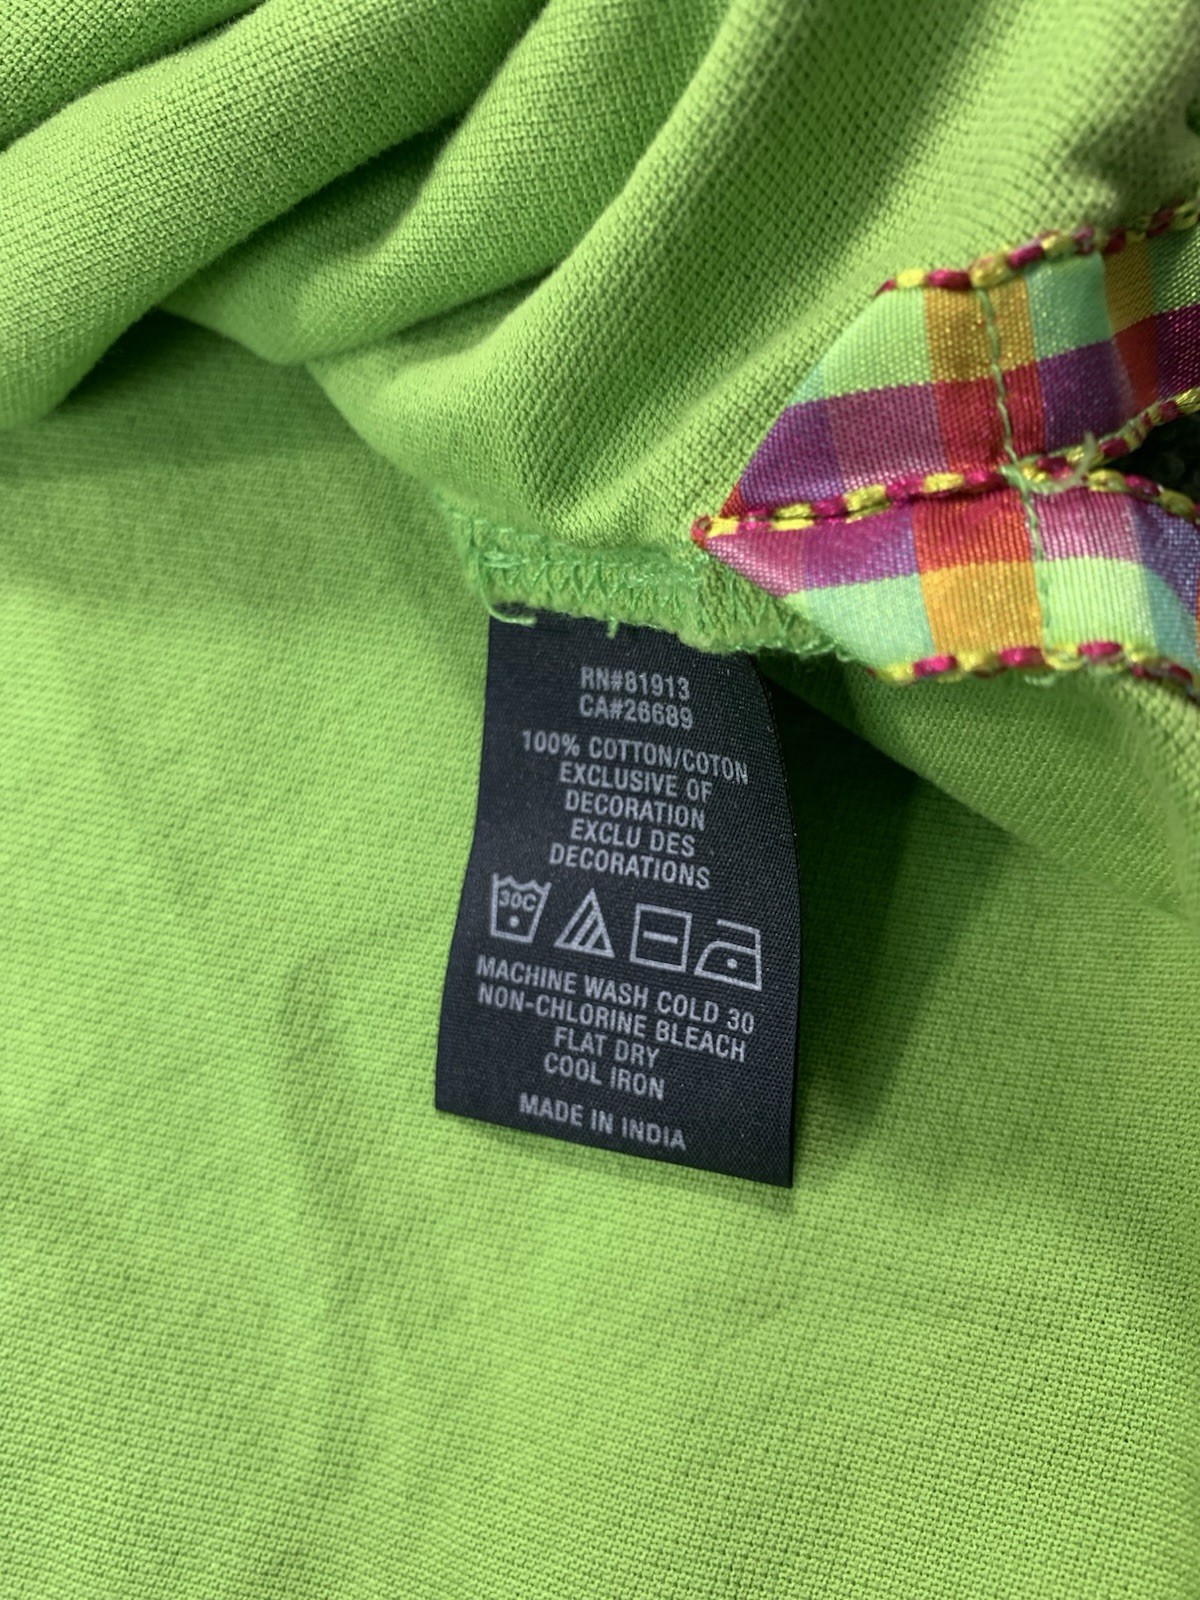 RN#81913
CA#26689
100% COTTON/COTON
EXCLUSIVE OF
DECORATION
EXCLU DES
DECORATIONS
30C
MACHINE WASH COLD 30
NON-CHLORINE BLEACH
FLAT DRY
COOL IRON
MADE IN INDIA